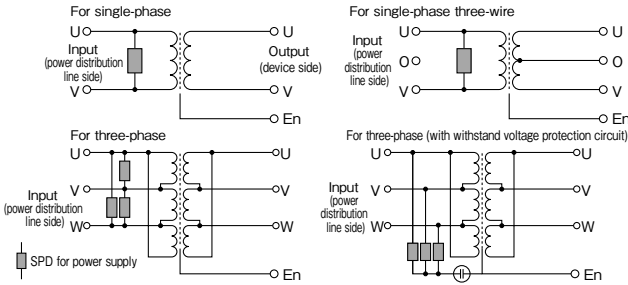 For single-phase
U
Input
(power distribution
line side)
V
U
Output
(device side)
V
En
For single-phase three-wire
U
Input
(power
distribution
line side)
O
V
U
O
V
En
For three-phase
U
V
Input
(power distribution
line side)
W
U
V
W
En
SPD for power supply
For three-phase (with withstand voltage protection circuit)
U
V
Input
(power
distribution
line side)
W
U
V
W
En